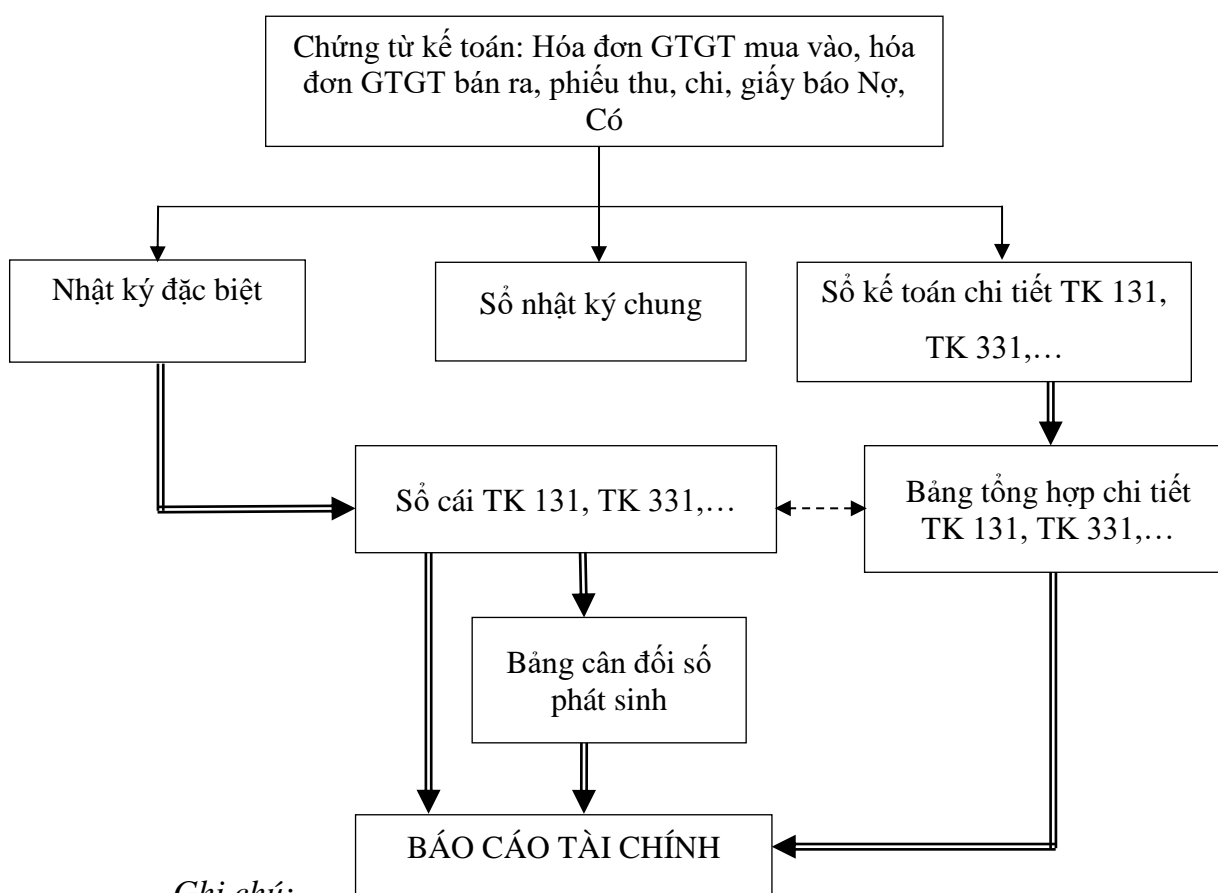 Chứng từ kế toán: Hóa đơn GTGT mua vào, hóa
đơn GTGT bán ra, phiếu thu, chi, giấy báo Nợ,
Có
Nhật ký đặc biệt
Sổ nhật ký chung
Sổ kế toán chi tiết TK 131,
TK 331,…
Sổ cái TK 131, TK 331,…
Bảng tổng hợp chi tiết
TK 131, TK 331,…
Bảng cân đối số
phát sinh
BÁO CÁO TÀI CHÍNH
Ghi chú: